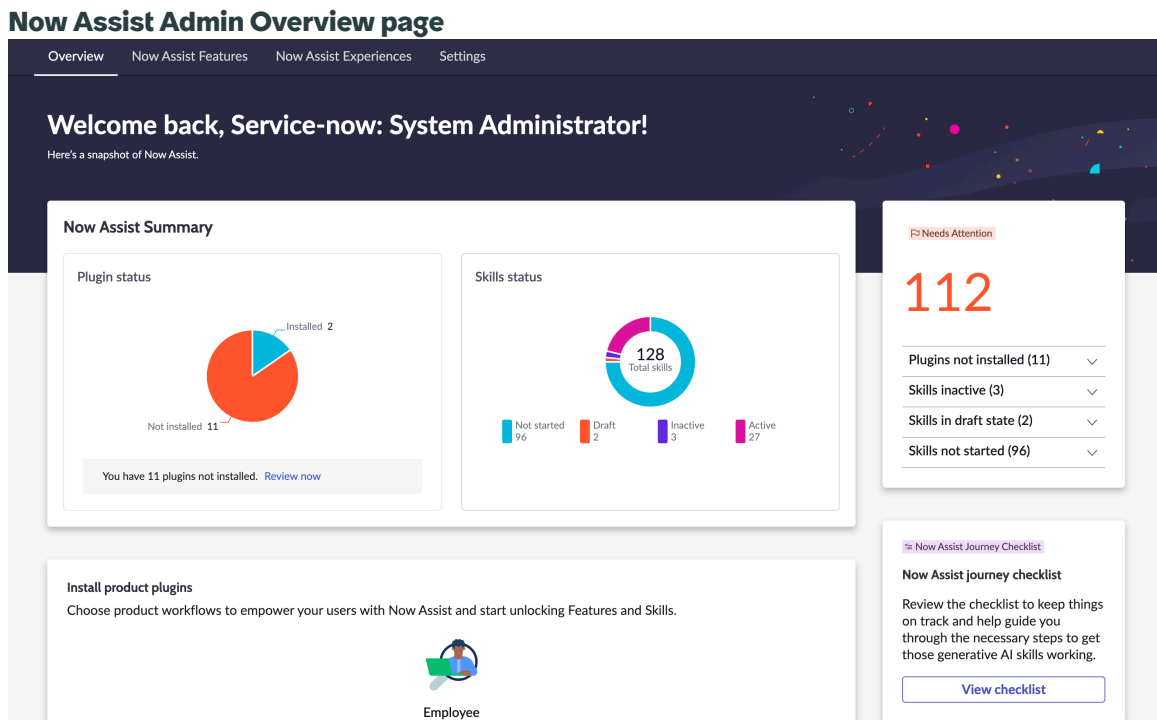 Now Assist Admin Overview page
Overview
Now Assist Features
Now Assist Experiences
Settings
Welcome back, Service-now: System Administrator!
Here's a snapshot of Now Assist.
Now Assist Summary
Plugin status
Installed 2
Not installed 11
You have 11 plugins not installed. Review now
Skills status
128
Total skills
Not started
96
Draft
2
Inactive
3
Active
27
Needs Attention
112
Plugins not installed (11)
Skills inactive (3)
Skills in draft state (2)
Skills not started (96)
Install product plugins
Choose product workflows to empower your users with Now Assist and start unlocking Features and Skills.
Employee
Now Assist Journey Checklist
Now Assist journey checklist
Review the checklist to keep things
on track and help guide you
through the necessary steps to get
those generative AI skills working.
View checklist